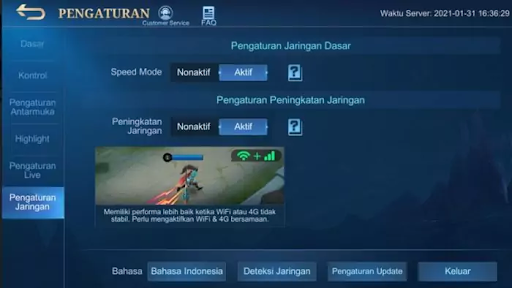 PENGATURAN
Customer Service
FAQ
Waktu Server: 2021-01-31 16:36:29
Dasar
Kontrol
Pengaturan
Antarmuka
Highlight
Pengaturan
Live
Pengaturan
Jaringan
Pengaturan Jaringan Dasar
Speed Mode Nonaktif Aktif ?
Pengaturan Peningkatan Jaringan
Peningkatan
Jaringan Nonaktif Aktif ?
Memiliki performa lebih baik ketika WiFi atau 4G tidak
stabil. Perlu mengaktifkan WiFi & 4G bersamaan.
Bahasa Bahasa Indonesia Deteksi Jaringan Pengaturan Update Keluar